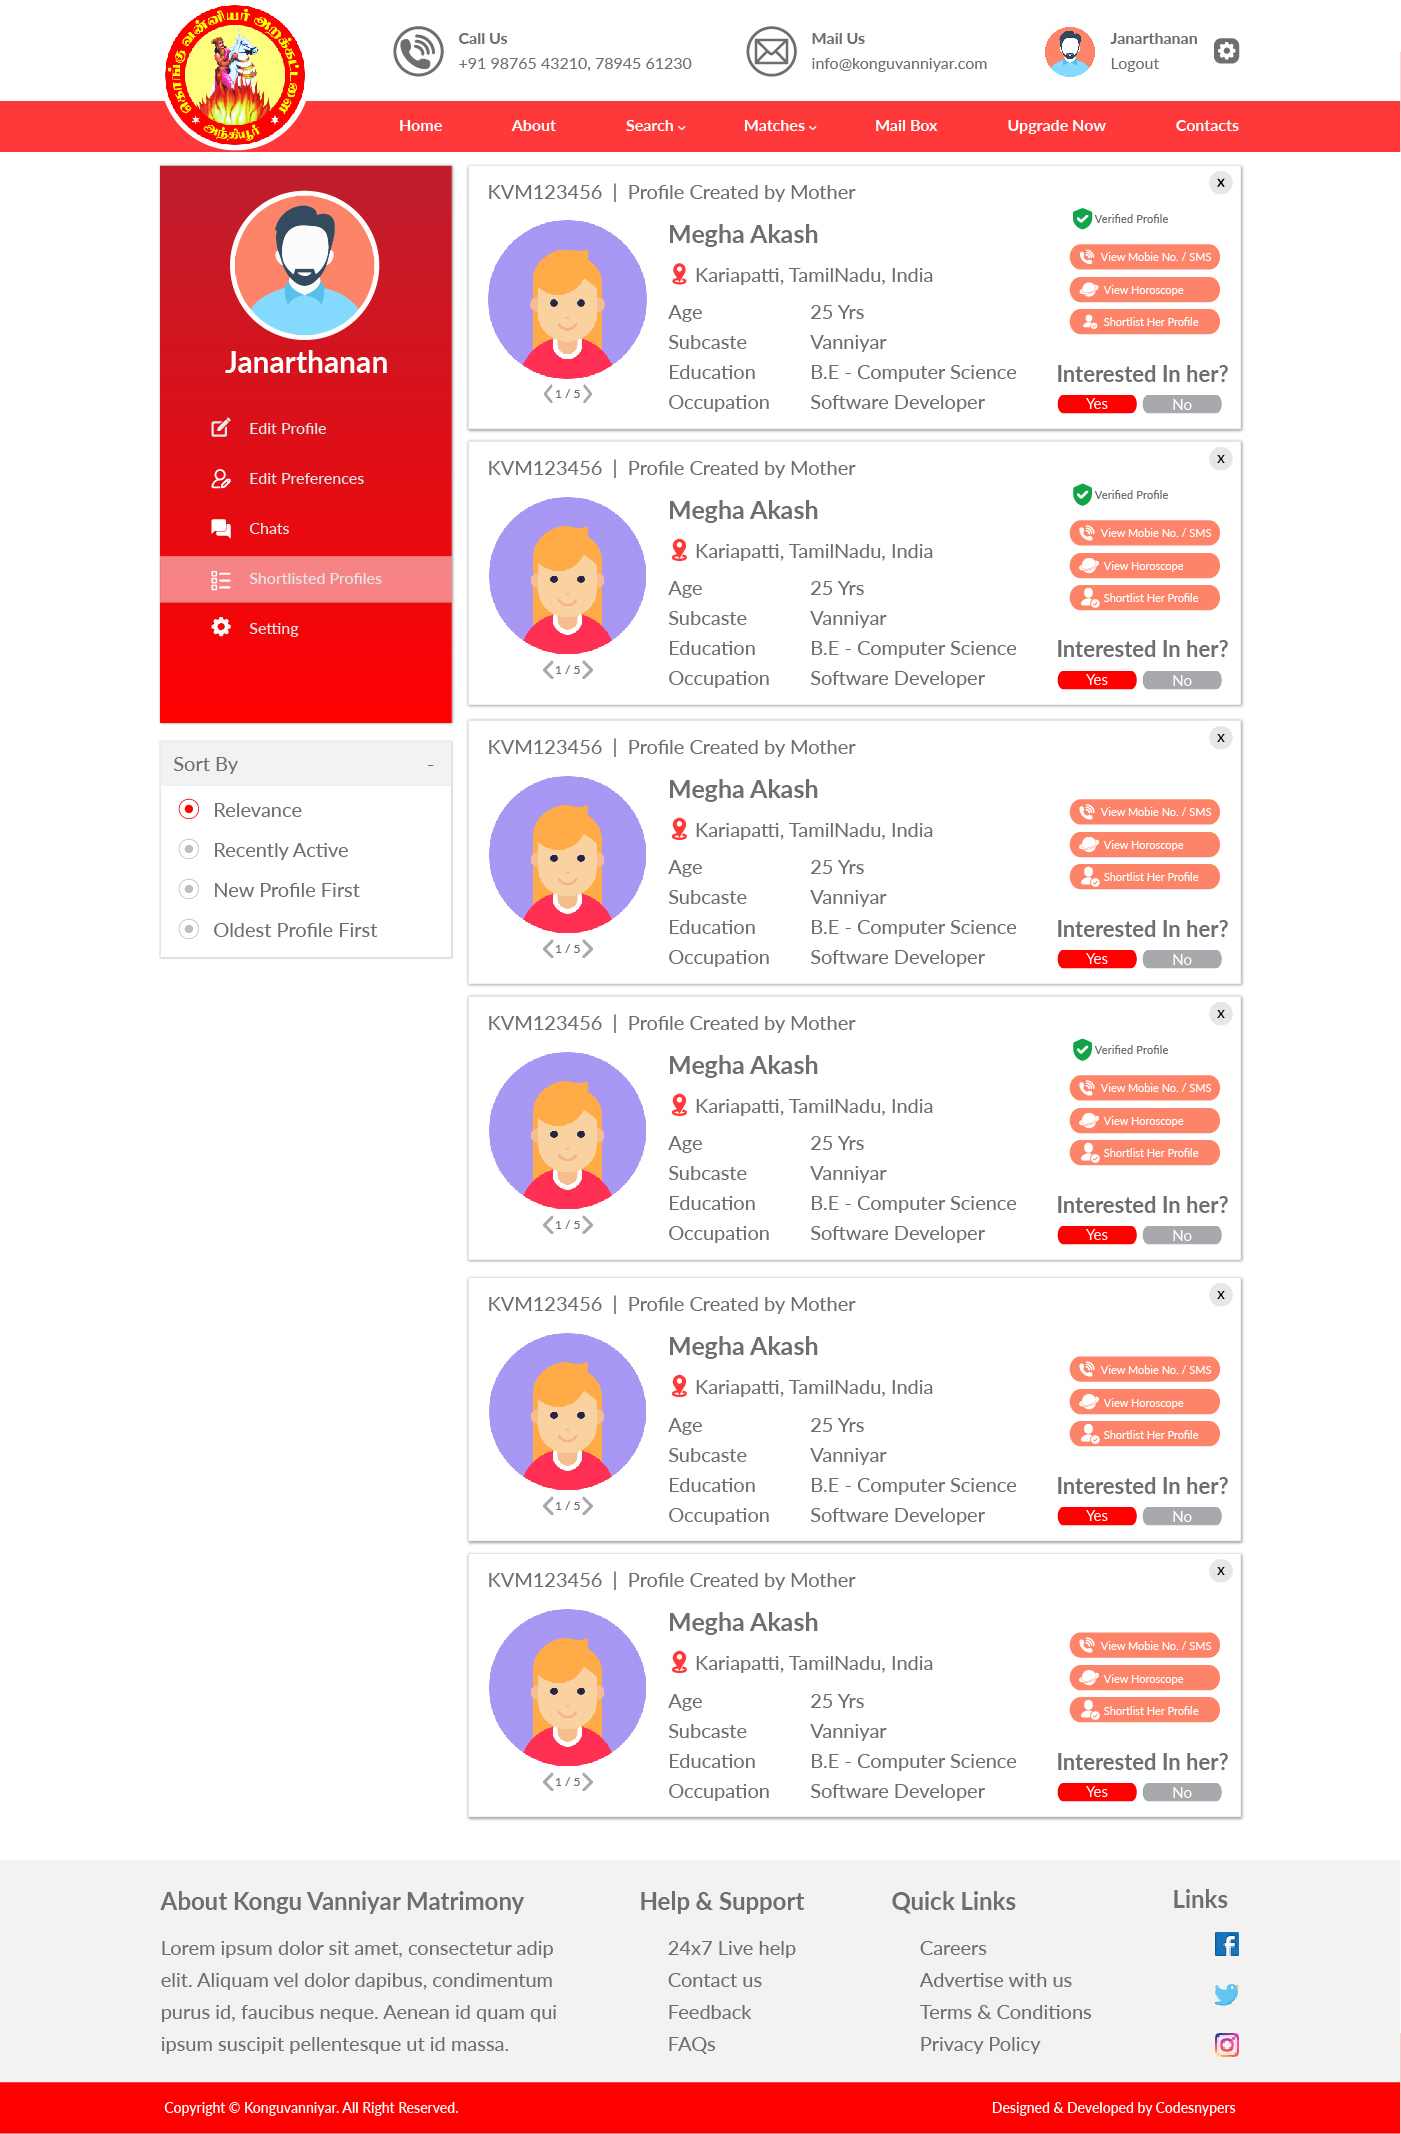 கொங்கு வன்னியர் அறக்கட்டளை
அந்தியூர்
Call Us
+91 98765 43210, 78945 61230
Mail Us
info@konguvanniyar.com
Janarthanan
Logout
Home About Search Matches Mail Box Upgrade Now Contacts
Janarthanan
Edit Profile
Edit Preferences
Chats
Shortlisted Profiles
Setting
Sort By -
Relevance
Recently Active
New Profile First
Oldest Profile First
KVM123456 | Profile Created by Mother x
Megha Akash
Verified Profile
Kariapatti, TamilNadu, India
View Mobie No. / SMS
View Horoscope
Shortlist Her Profile
Age 25 Yrs
Subcaste Vanniyar
Education B.E - Computer Science
Occupation Software Developer
1 / 5
Interested In her?
Yes No
KVM123456 | Profile Created by Mother x
Megha Akash
Verified Profile
Kariapatti, TamilNadu, India
View Mobie No. / SMS
View Horoscope
Shortlist Her Profile
Age 25 Yrs
Subcaste Vanniyar
Education B.E - Computer Science
Occupation Software Developer
1 / 5
Interested In her?
Yes No
KVM123456 | Profile Created by Mother x
Megha Akash
Kariapatti, TamilNadu, India
View Mobie No. / SMS
View Horoscope
Shortlist Her Profile
Age 25 Yrs
Subcaste Vanniyar
Education B.E - Computer Science
Occupation Software Developer
1 / 5
Interested In her?
Yes No
KVM123456 | Profile Created by Mother x
Megha Akash
Verified Profile
Kariapatti, TamilNadu, India
View Mobie No. / SMS
View Horoscope
Shortlist Her Profile
Age 25 Yrs
Subcaste Vanniyar
Education B.E - Computer Science
Occupation Software Developer
1 / 5
Interested In her?
Yes No
KVM123456 | Profile Created by Mother x
Megha Akash
Kariapatti, TamilNadu, India
View Mobie No. / SMS
View Horoscope
Shortlist Her Profile
Age 25 Yrs
Subcaste Vanniyar
Education B.E - Computer Science
Occupation Software Developer
1 / 5
Interested In her?
Yes No
KVM123456 | Profile Created by Mother x
Megha Akash
Kariapatti, TamilNadu, India
View Mobie No. / SMS
View Horoscope
Shortlist Her Profile
Age 25 Yrs
Subcaste Vanniyar
Education B.E - Computer Science
Occupation Software Developer
1 / 5
Interested In her?
Yes No
About Kongu Vanniyar Matrimony
Lorem ipsum dolor sit amet, consectetur adip
elit. Aliquam vel dolor dapibus, condimentum
purus id, faucibus neque. Aenean id quam qui
ipsum suscipit pellentesque ut id massa.
Help & Support
24x7 Live help
Contact us
Feedback
FAQs
Quick Links
Careers
Advertise with us
Terms & Conditions
Privacy Policy
Links
Copyright © Konguvanniyar. All Right Reserved.
Designed & Developed by Codesnypers